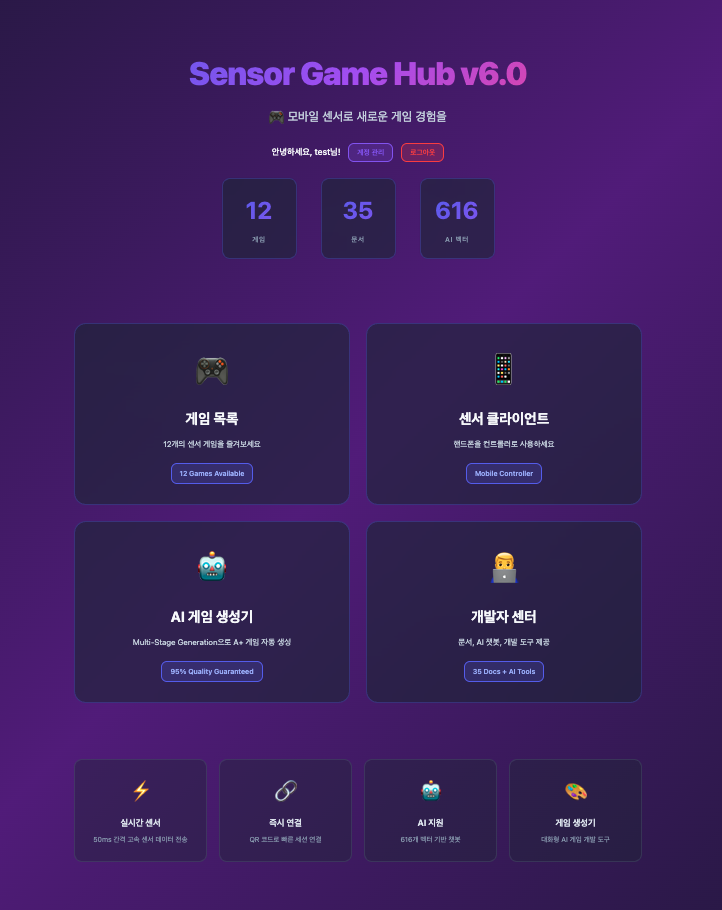 Sensor Game Hub v6.0
🎮 모바일 센서로 새로운 게임 경험을
안녕하세요, test님! 계정 관리 로그아웃
12 35 616
게임 문서 AI 벡터
게임 목록
12개의 센서 게임을 즐겨보세요
12 Games Available
센서 클라이언트
핸드폰을 컨트롤러로 사용하세요
Mobile Controller
AI 게임 생성기
Multi-Stage Generation으로 A+ 게임 자동 생성
95% Quality Guaranteed
개발자 센터
문서, AI 챗봇, 개발 도구 제공
35 Docs + AI Tools
실시간 센서
50ms 간격 고속 센서 데이터 전송
즉시 연결
QR 코드로 빠른 세션 연결
AI 지원
616개 벡터 기반 챗봇
게임 생성기
대화형 AI 게임 개발 도구